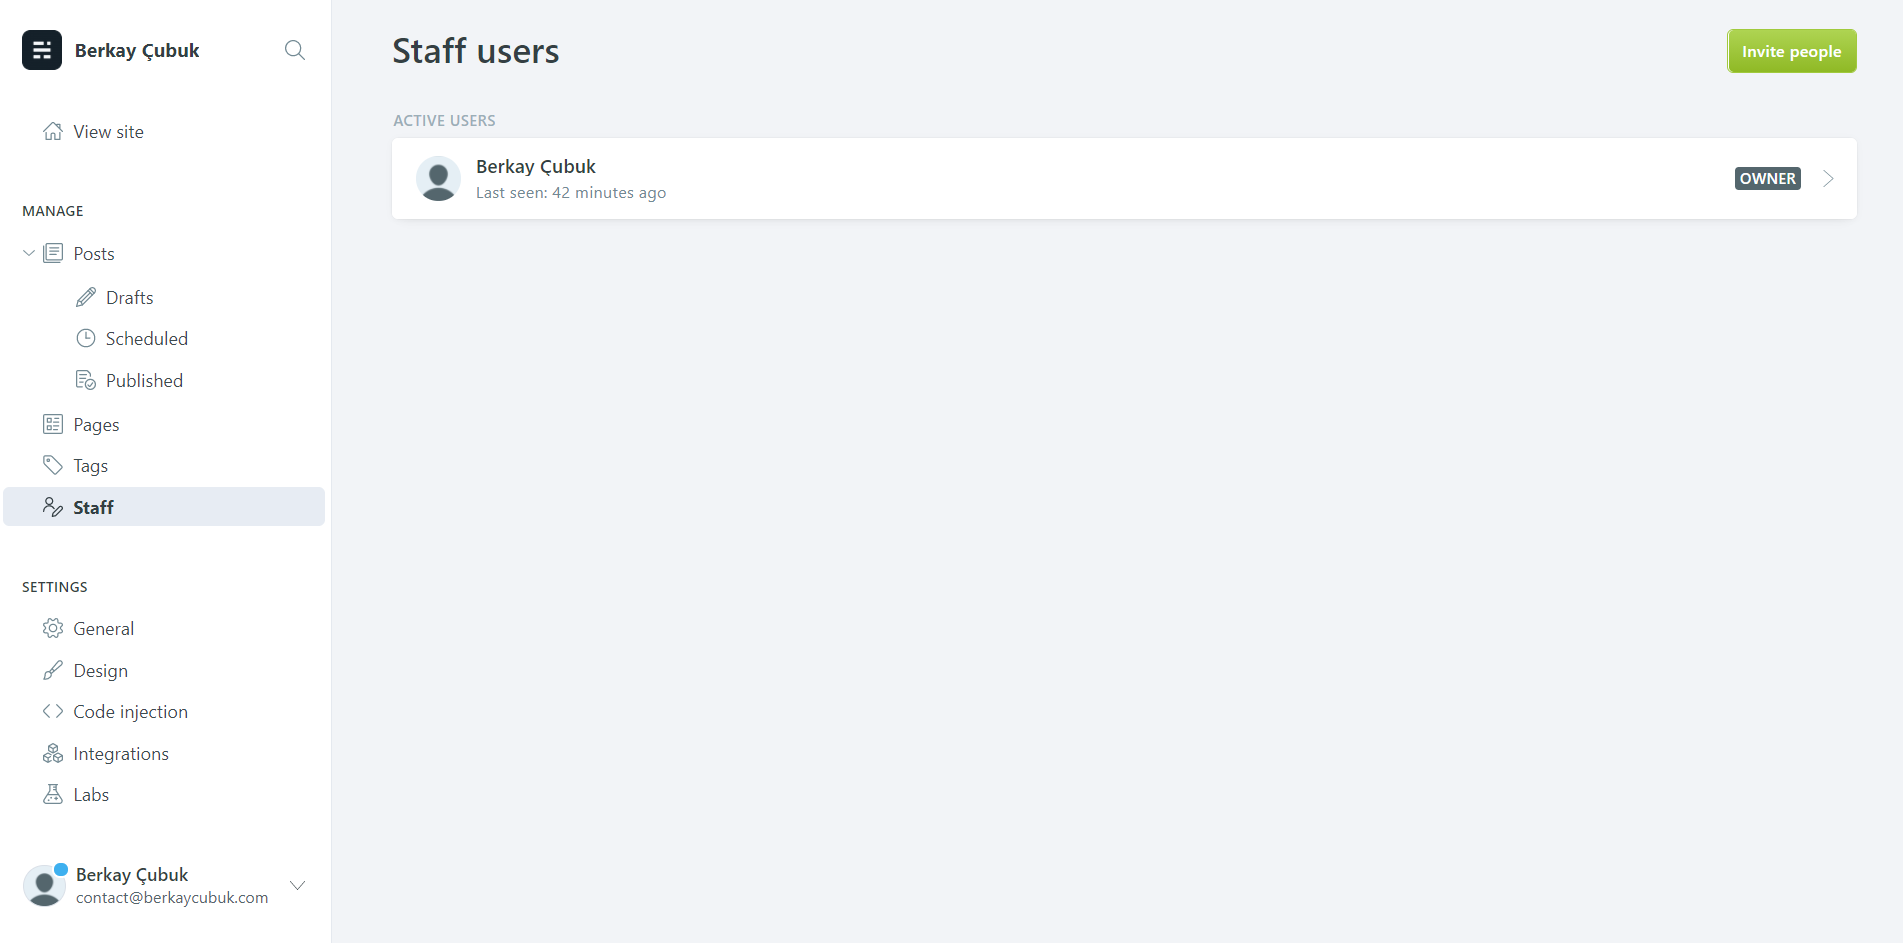 Berkay Çubuk
View site
MANAGE
Posts
Drafts
Scheduled
Published
Pages
Tags
Staff
SETTINGS
General
Design
Code injection
Integrations
Labs
Berkay Çubuk
contact@berkaycubuk.com
Staff users
Invite people
ACTIVE USERS
Berkay Çubuk
Last seen: 42 minutes ago
OWNER